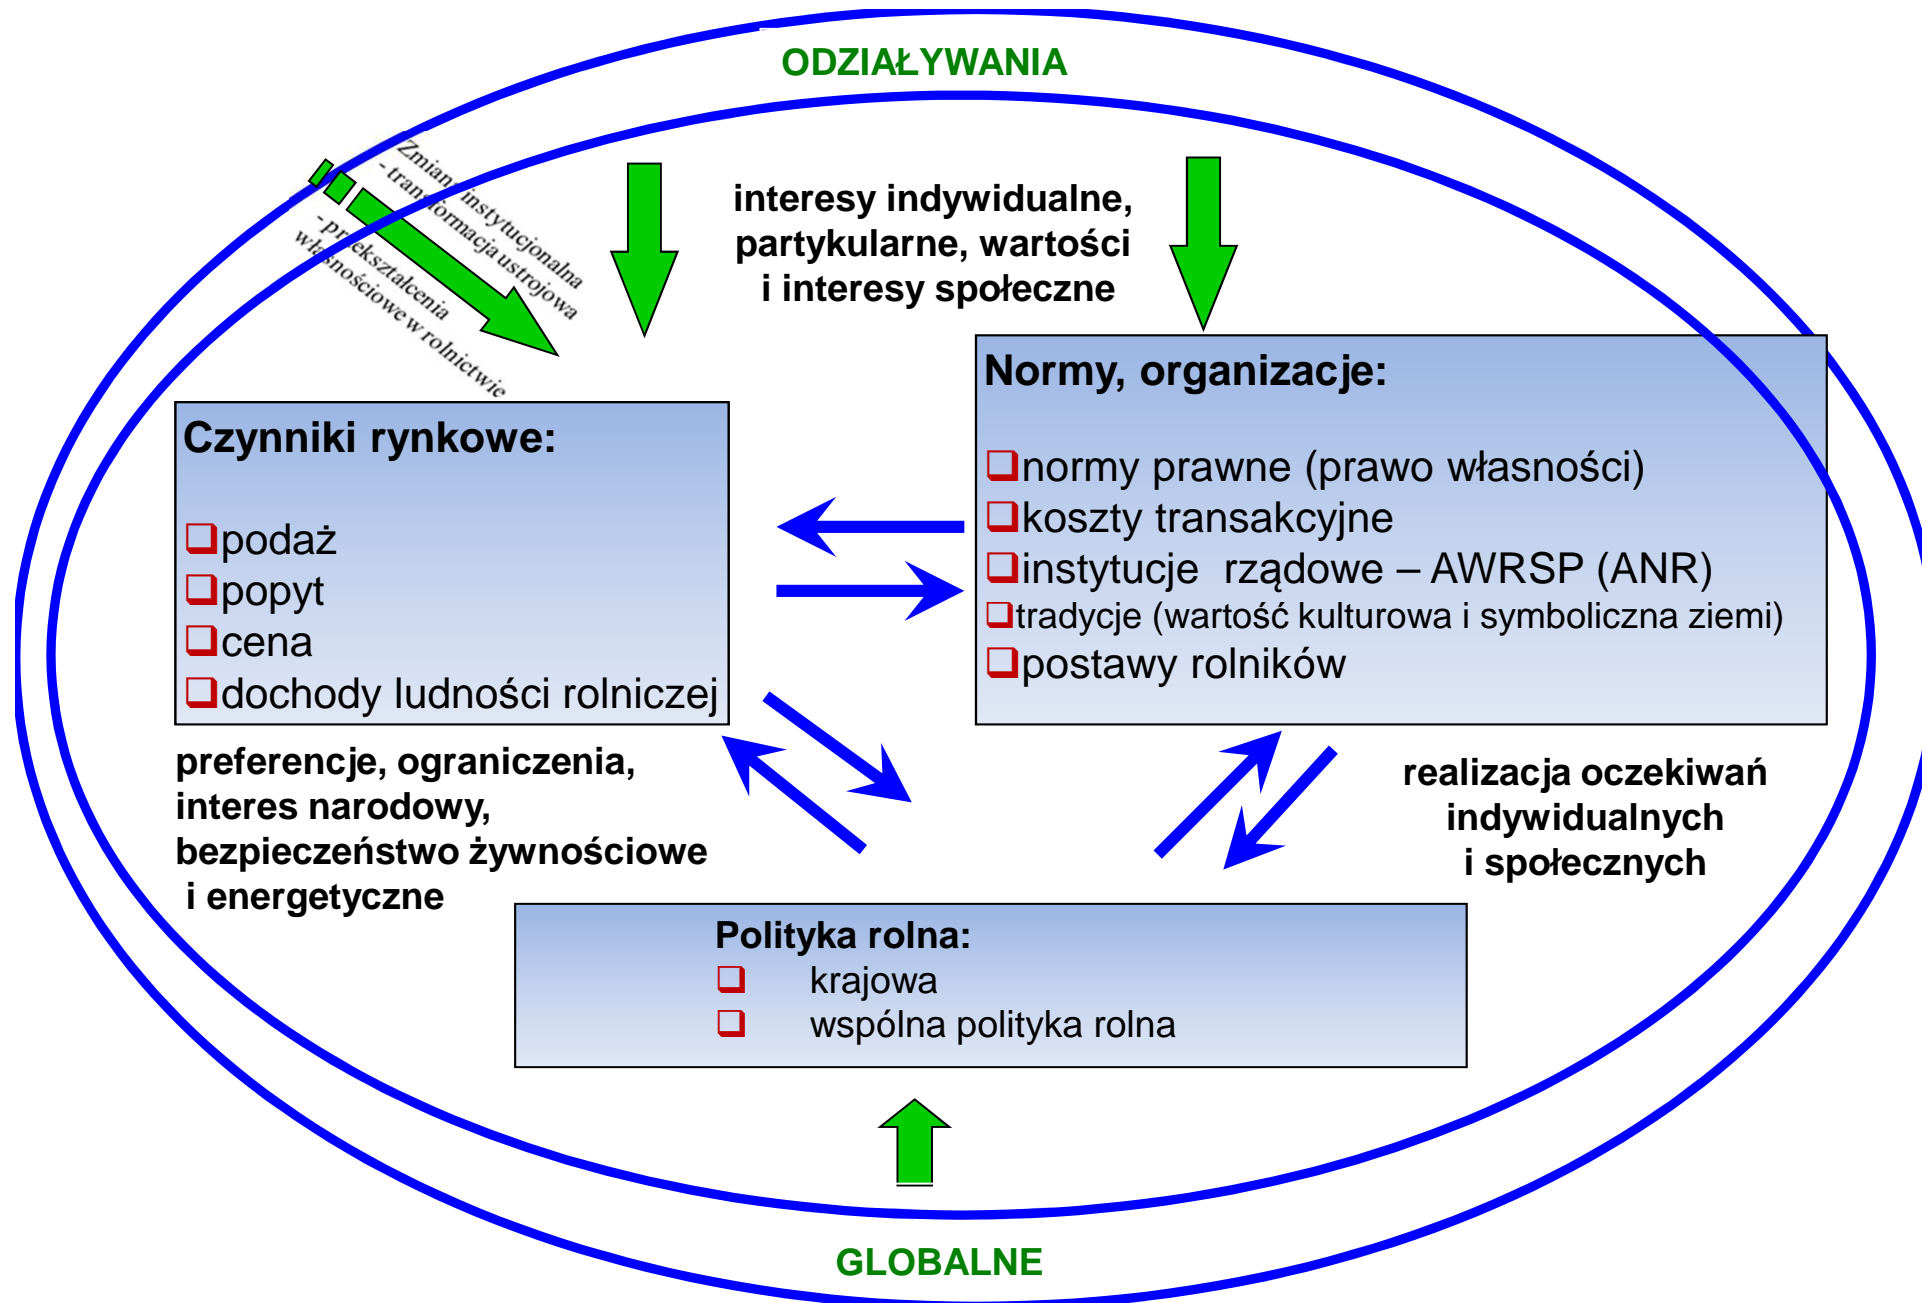 ODZIAŁYWANIA
Zmiana instytucjonalna
- transformacja ustrojowa
- przekształcenia
własnościowe w rolnictwie
interesy indywidualne,
partykularne, wartości
i interesy społeczne
Czynniki rynkowe:
podaż
popyt
cena
dochody ludności rolniczej
Normy, organizacje:
normy prawne (prawo własności)
koszty transakcyjne
instytucje rządowe – AWRSP (ANR)
tradycje (wartość kulturowa i symboliczna ziemi)
postawy rolników
preferencje, ograniczenia,
interes narodowy,
bezpieczeństwo żywnościowe
i energetyczne
realizacja oczekiwań
indywidualnych
i społecznych
Polityka rolna:
krajowa
wspólna polityka rolna
GLOBALNE